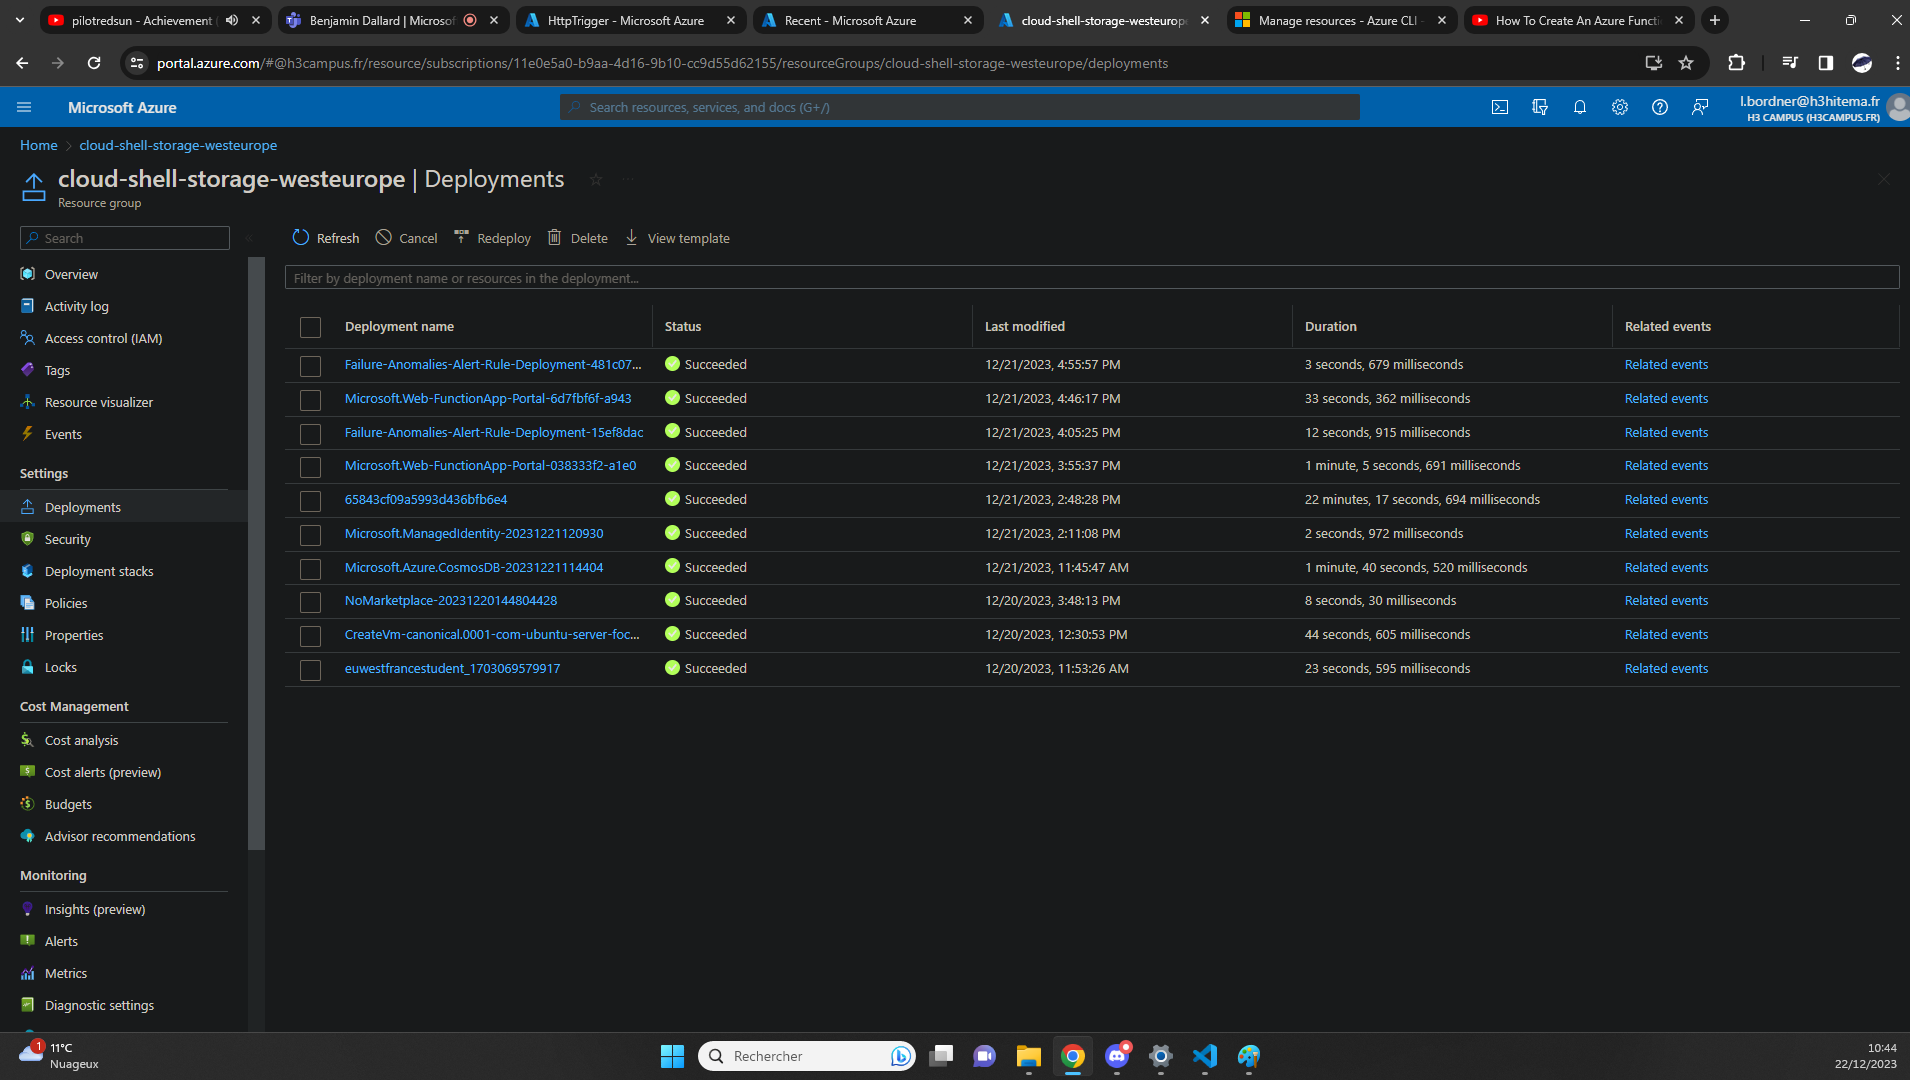 pilotredsun - Achievement (
Benjamin Dallard | Microsof
HttpTrigger - Microsoft Azure
Recent - Microsoft Azure
cloud-shell-storage-westeurope
Manage resources - Azure CLI
How To Create An Azure Functi
portal.azure.com/#@h3campus.fr/resource/subscriptions/11e0e5a0-b9aa-4d16-9b10-cc9d55d62155/resourceGroups/cloud-shell-storage-westeurope/deployments
Microsoft Azure
Search resources, services, and docs (G+/)
l.bordner@h3hitema.fr
H3 CAMPUS (H3CAMPUS.FR)
Home > cloud-shell-storage-westeurope
cloud-shell-storage-westeurope | Deployments
Resource group
Search
Refresh Cancel Redeploy Delete View template
Filter by deployment name or resources in the deployment...
Overview
Activity log
Access control (IAM)
Tags
Resource visualizer
Events
Settings
Deployments
Security
Deployment stacks
Policies
Properties
Locks
Cost Management
Cost analysis
Cost alerts (preview)
Budgets
Advisor recommendations
Monitoring
Insights (preview)
Alerts
Metrics
Diagnostic settings
Deployment name Status Last modified Duration Related events
Failure-Anomalies-Alert-Rule-Deployment-481c07... Succeeded 12/21/2023, 4:55:57 PM 3 seconds, 679 milliseconds Related events
Microsoft.Web-FunctionApp-Portal-6d7fbf6f-a943 Succeeded 12/21/2023, 4:46:17 PM 33 seconds, 362 milliseconds Related events
Failure-Anomalies-Alert-Rule-Deployment-15ef8dac Succeeded 12/21/2023, 4:05:25 PM 12 seconds, 915 milliseconds Related events
Microsoft.Web-FunctionApp-Portal-038333f2-a1e0 Succeeded 12/21/2023, 3:55:37 PM 1 minute, 5 seconds, 691 milliseconds Related events
65843cf09a5993d436bfb6e4 Succeeded 12/21/2023, 2:48:28 PM 22 minutes, 17 seconds, 694 milliseconds Related events
Microsoft.ManagedIdentity-20231221120930 Succeeded 12/21/2023, 2:11:08 PM 2 seconds, 972 milliseconds Related events
Microsoft.Azure.CosmosDB-20231221114404 Succeeded 12/21/2023, 11:45:47 AM 1 minute, 40 seconds, 520 milliseconds Related events
NoMarketplace-20231220144804428 Succeeded 12/20/2023, 3:48:13 PM 8 seconds, 30 milliseconds Related events
CreateVm-canonical.0001-com-ubuntu-server-foc... Succeeded 12/20/2023, 12:30:53 PM 44 seconds, 605 milliseconds Related events
euwestfrancestudent_1703069579917 Succeeded 12/20/2023, 11:53:26 AM 23 seconds, 595 milliseconds Related events
1
11°C
Nuageux
Rechercher
10:44
22/12/2023